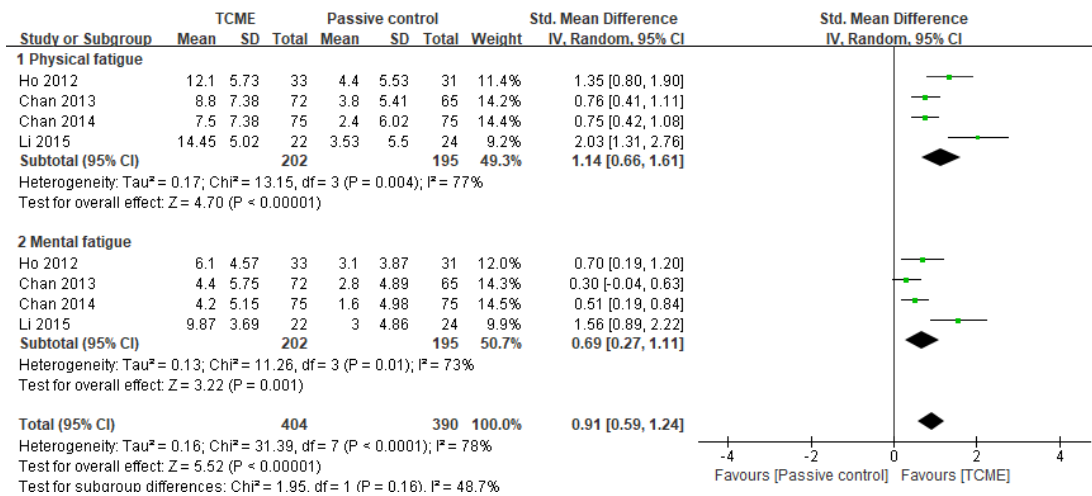 TCME Passive control Std. Mean Difference Std. Mean Difference
Study or Subgroup Mean SD Total Mean SD Total Weight IV, Random, 95% CI IV, Random, 95% CI
1 Physical fatigue
Ho 2012 12.1 5.73 33 4.4 5.53 31 11.4% 1.35 [0.80, 1.90]
Chan 2013 8.8 7.38 72 3.8 5.41 65 14.2% 0.76 [0.41, 1.11]
Chan 2014 7.5 7.38 75 2.4 6.02 75 14.5% 0.75 [0.42, 1.08]
Li 2015 14.45 5.02 22 3.53 5.5 24 9.2% 2.03 [1.31, 2.76]
Subtotal (95% CI) 202 195 49.3% 1.14 [0.66, 1.61]
Heterogeneity: Tau² = 0.17; Chi² = 13.15, df = 3 (P = 0.004); I² = 77%
Test for overall effect: Z = 4.70 (P < 0.00001)
2 Mental fatigue
Ho 2012 6.1 4.57 33 3.1 3.87 31 12.0% 0.70 [0.19, 1.20]
Chan 2013 4.4 5.75 72 2.8 4.89 65 14.3% 0.30 [-0.04, 0.63]
Chan 2014 4.2 5.15 75 1.6 4.98 75 14.5% 0.51 [0.19, 0.84]
Li 2015 9.87 3.69 22 3 4.86 24 9.9% 1.56 [0.89, 2.22]
Subtotal (95% CI) 202 195 50.7% 0.69 [0.27, 1.11]
Heterogeneity: Tau² = 0.13; Chi² = 11.26, df = 3 (P = 0.01); I² = 73%
Test for overall effect: Z = 3.22 (P = 0.001)
Total (95% CI) 404 390 100.0% 0.91 [0.59, 1.24]
Heterogeneity: Tau² = 0.16; Chi² = 31.39, df = 7 (P < 0.0001); I² = 78%
Test for overall effect: Z = 5.52 (P < 0.00001)
Test for subgroup differences: Chi² = 1.95, df = 1 (P = 0.16), I² = 48.7%
-4 -2 0 2 4
Favours [Passive control] Favours [TCME]